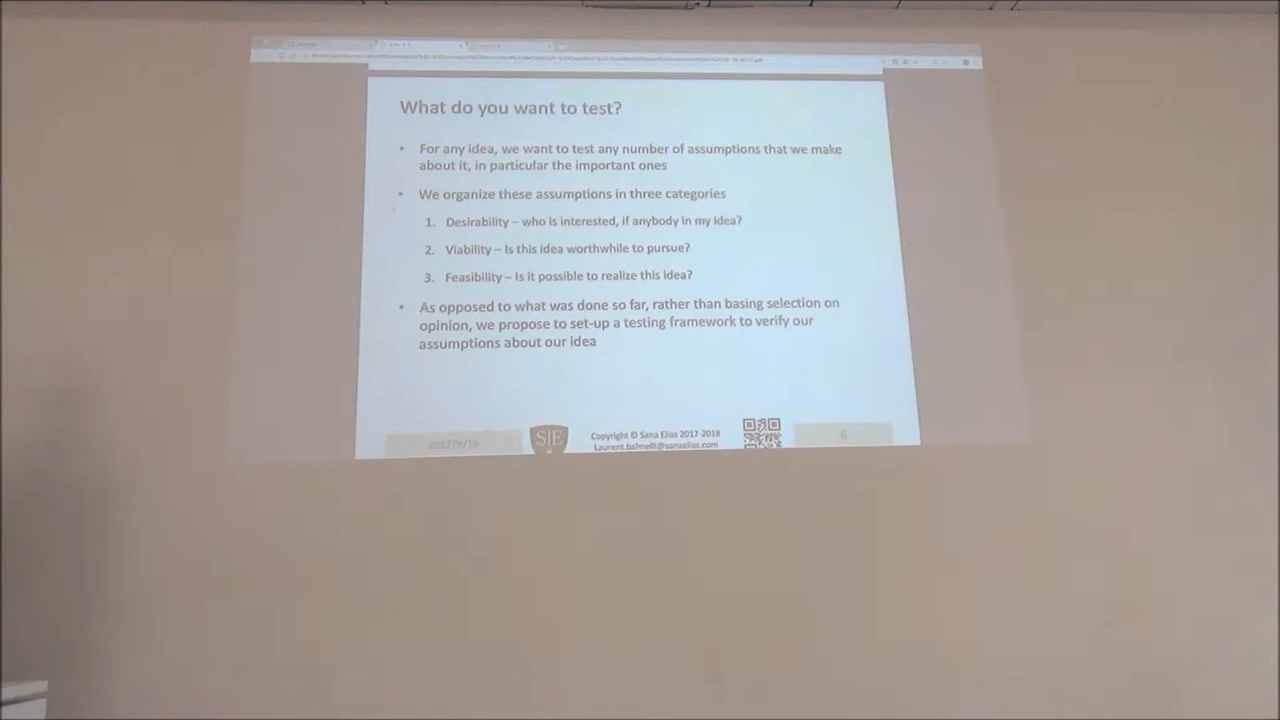 What do you want to test?
• For any idea, we want to test any number of assumptions that we make
about it, in particular the important ones
• We organize these assumptions in three categories
1. Desirability – who is interested, if anybody in my idea?
2. Viability – Is this idea worthwhile to pursue?
3. Feasibility – Is it possible to realize this idea?
• As opposed to what was done so far, rather than basing selection on
opinion, we propose to set-up a testing framework to verify our
assumptions about our idea
SE
Copyright © Sana Elias 2017-2018
Laurent.balmelli@sanaelias.com